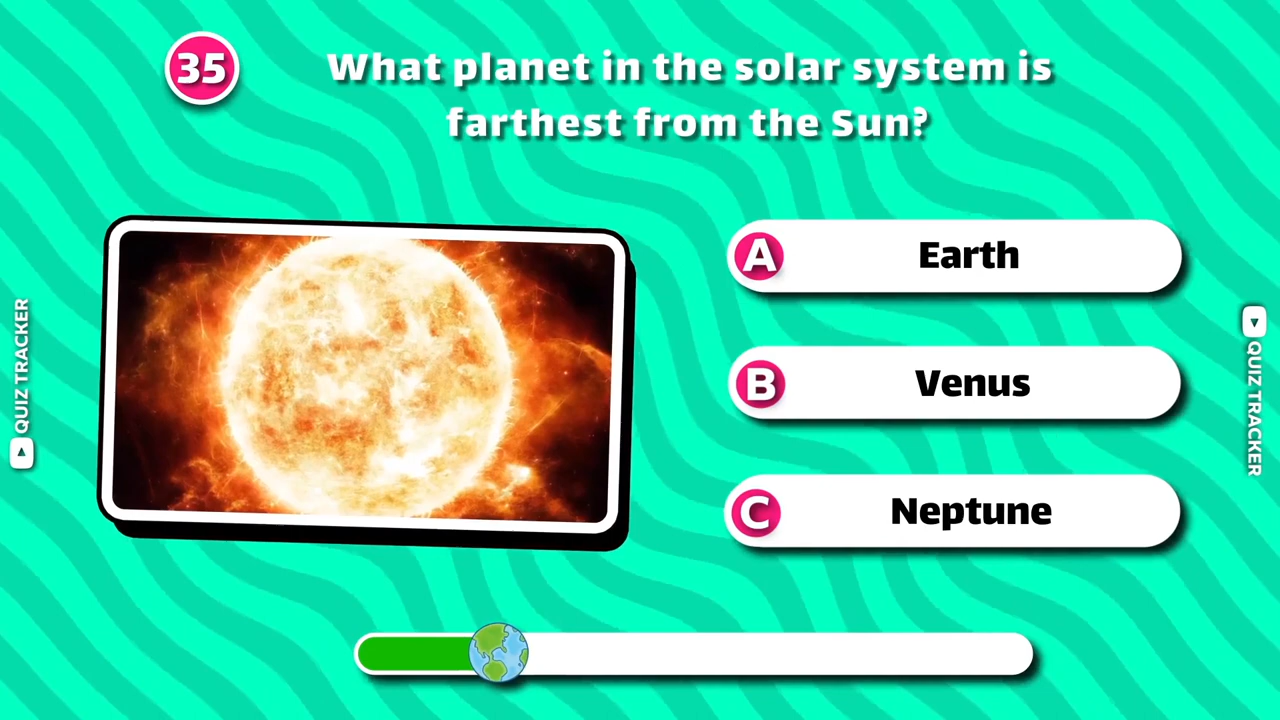 35
What planet in the solar system is
farthest from the Sun?
A Earth
B Venus
C Neptune
QUIZ TRACKER
QUIZ TRACKER